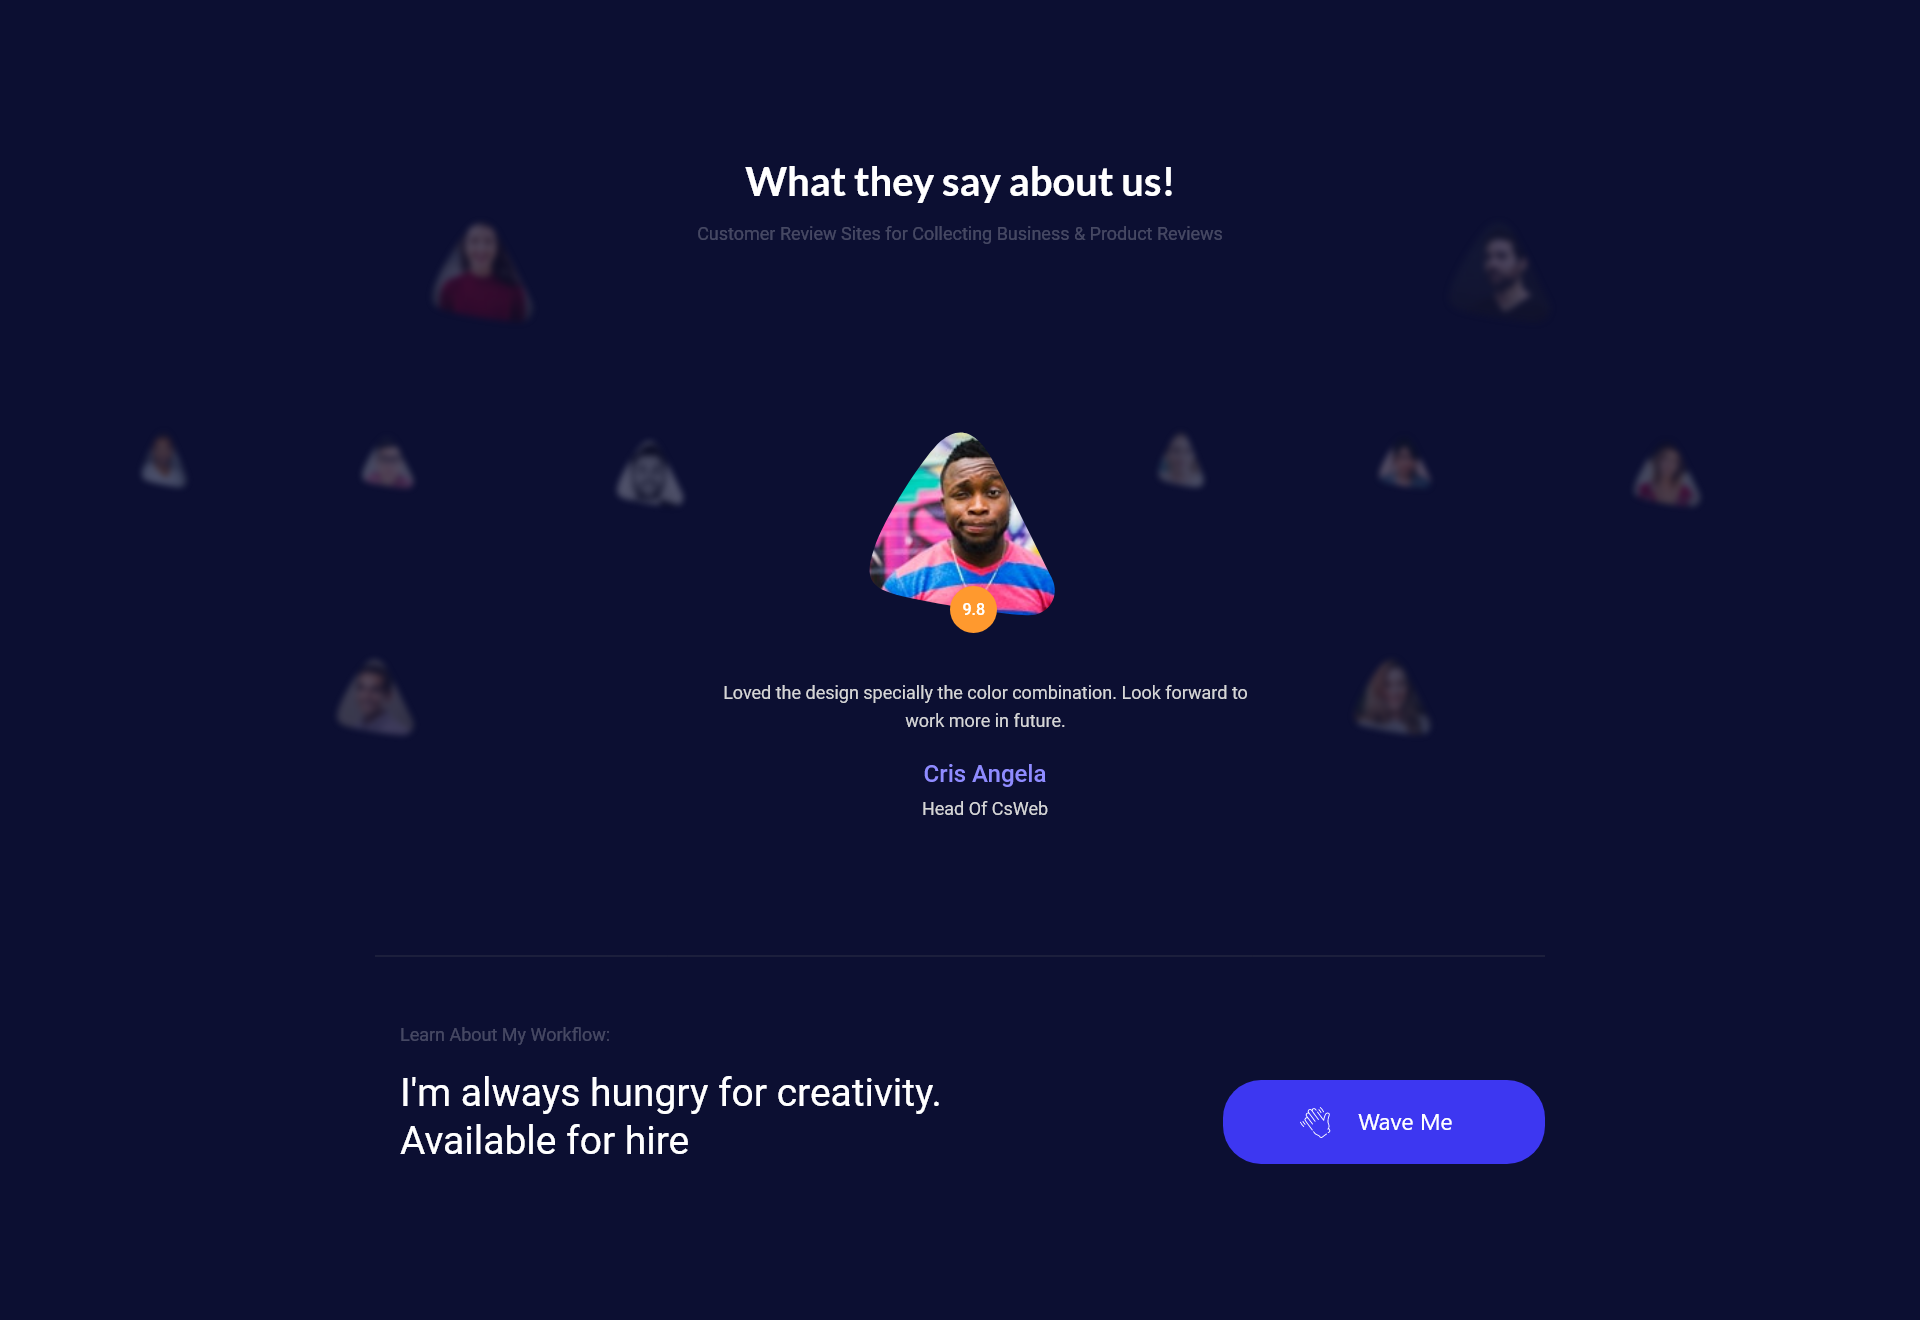 What they say about us!
Customer Review Sites for Collecting Business & Product Reviews
9.8
Loved the design specially the color combination. Look forward to
work more in future.
Cris Angela
Head Of CsWeb
Learn About My Workflow:
I'm always hungry for creativity.
Available for hire
Wave Me